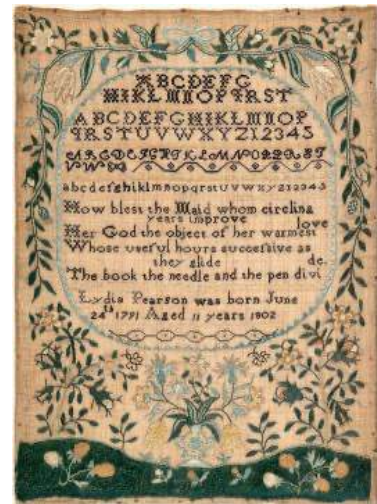 ABCDEFG
HIKLMNOPQRST
ABCDEFGHIKLMNOP
QRSTUVWXYZ12345
ABCDEFGHIKLMNOPQRST
VW
abcdefghiklmnopqrstuvwxyz12345
How blest the Maid whom circling
years improve
love
Her God the object of her warmest
Whose useful hours successive as
they glide
de.
The book the needle and the pen divi
Lydia Pearson was born June
24th 1791 Aged 11 years 1802